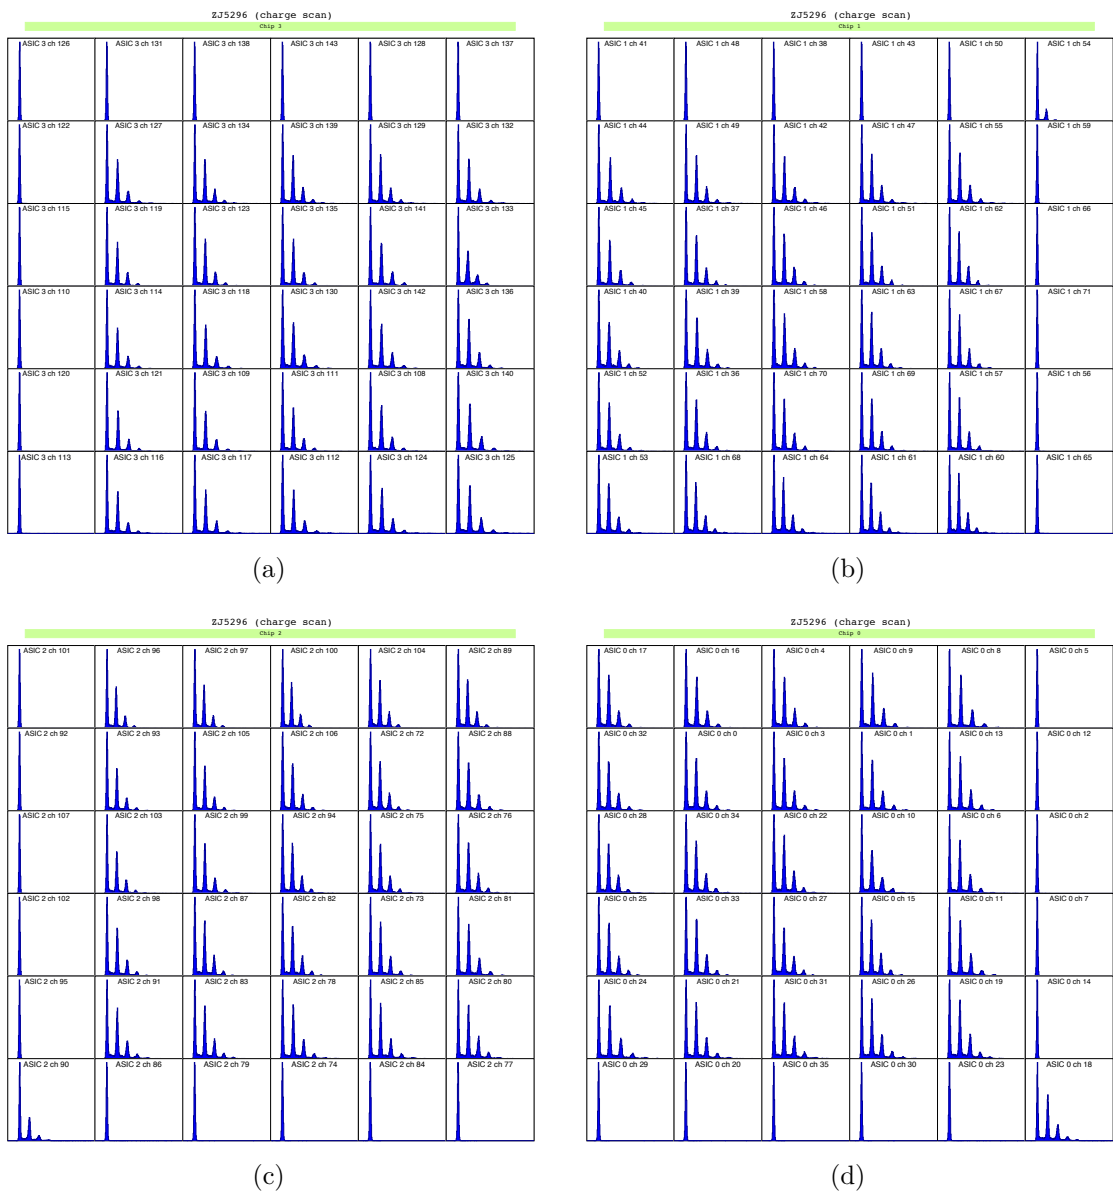 ZJ5296 (charge scan)
Chip 3
ASIC 3 ch 126 ASIC 3 ch 131 ASIC 3 ch 138 ASIC 3 ch 143 ASIC 3 ch 128 ASIC 3 ch 137
ASIC 3 ch 122 ASIC 3 ch 127 ASIC 3 ch 134 ASIC 3 ch 139 ASIC 3 ch 129 ASIC 3 ch 132
ASIC 3 ch 115 ASIC 3 ch 119 ASIC 3 ch 123 ASIC 3 ch 135 ASIC 3 ch 141 ASIC 3 ch 133
ASIC 3 ch 110 ASIC 3 ch 114 ASIC 3 ch 118 ASIC 3 ch 130 ASIC 3 ch 142 ASIC 3 ch 136
ASIC 3 ch 120 ASIC 3 ch 121 ASIC 3 ch 109 ASIC 3 ch 111 ASIC 3 ch 108 ASIC 3 ch 140
ASIC 3 ch 113 ASIC 3 ch 116 ASIC 3 ch 117 ASIC 3 ch 112 ASIC 3 ch 124 ASIC 3 ch 125
(a)
ZJ5296 (charge scan)
Chip 1
ASIC 1 ch 41 ASIC 1 ch 48 ASIC 1 ch 38 ASIC 1 ch 43 ASIC 1 ch 50 ASIC 1 ch 54
ASIC 1 ch 44 ASIC 1 ch 49 ASIC 1 ch 42 ASIC 1 ch 47 ASIC 1 ch 55 ASIC 1 ch 59
ASIC 1 ch 45 ASIC 1 ch 37 ASIC 1 ch 46 ASIC 1 ch 51 ASIC 1 ch 62 ASIC 1 ch 66
ASIC 1 ch 40 ASIC 1 ch 39 ASIC 1 ch 58 ASIC 1 ch 63 ASIC 1 ch 67 ASIC 1 ch 71
ASIC 1 ch 52 ASIC 1 ch 36 ASIC 1 ch 70 ASIC 1 ch 69 ASIC 1 ch 57 ASIC 1 ch 56
ASIC 1 ch 53 ASIC 1 ch 68 ASIC 1 ch 64 ASIC 1 ch 61 ASIC 1 ch 60 ASIC 1 ch 65
(b)
ZJ5296 (charge scan)
Chip 2
ASIC 2 ch 101 ASIC 2 ch 96 ASIC 2 ch 97 ASIC 2 ch 100 ASIC 2 ch 104 ASIC 2 ch 89
ASIC 2 ch 92 ASIC 2 ch 93 ASIC 2 ch 105 ASIC 2 ch 106 ASIC 2 ch 72 ASIC 2 ch 88
ASIC 2 ch 107 ASIC 2 ch 103 ASIC 2 ch 99 ASIC 2 ch 94 ASIC 2 ch 75 ASIC 2 ch 76
ASIC 2 ch 102 ASIC 2 ch 98 ASIC 2 ch 87 ASIC 2 ch 82 ASIC 2 ch 73 ASIC 2 ch 81
ASIC 2 ch 95 ASIC 2 ch 91 ASIC 2 ch 83 ASIC 2 ch 78 ASIC 2 ch 85 ASIC 2 ch 80
ASIC 2 ch 90 ASIC 2 ch 86 ASIC 2 ch 79 ASIC 2 ch 74 ASIC 2 ch 84 ASIC 2 ch 77
(c)
ZJ5296 (charge scan)
Chip 0
ASIC 0 ch 17 ASIC 0 ch 16 ASIC 0 ch 4 ASIC 0 ch 9 ASIC 0 ch 8 ASIC 0 ch 5
ASIC 0 ch 32 ASIC 0 ch 0 ASIC 0 ch 3 ASIC 0 ch 1 ASIC 0 ch 13 ASIC 0 ch 12
ASIC 0 ch 28 ASIC 0 ch 34 ASIC 0 ch 22 ASIC 0 ch 10 ASIC 0 ch 6 ASIC 0 ch 2
ASIC 0 ch 25 ASIC 0 ch 33 ASIC 0 ch 27 ASIC 0 ch 15 ASIC 0 ch 11 ASIC 0 ch 7
ASIC 0 ch 24 ASIC 0 ch 21 ASIC 0 ch 31 ASIC 0 ch 26 ASIC 0 ch 19 ASIC 0 ch 14
ASIC 0 ch 29 ASIC 0 ch 20 ASIC 0 ch 35 ASIC 0 ch 30 ASIC 0 ch 23 ASIC 0 ch 18
(d)